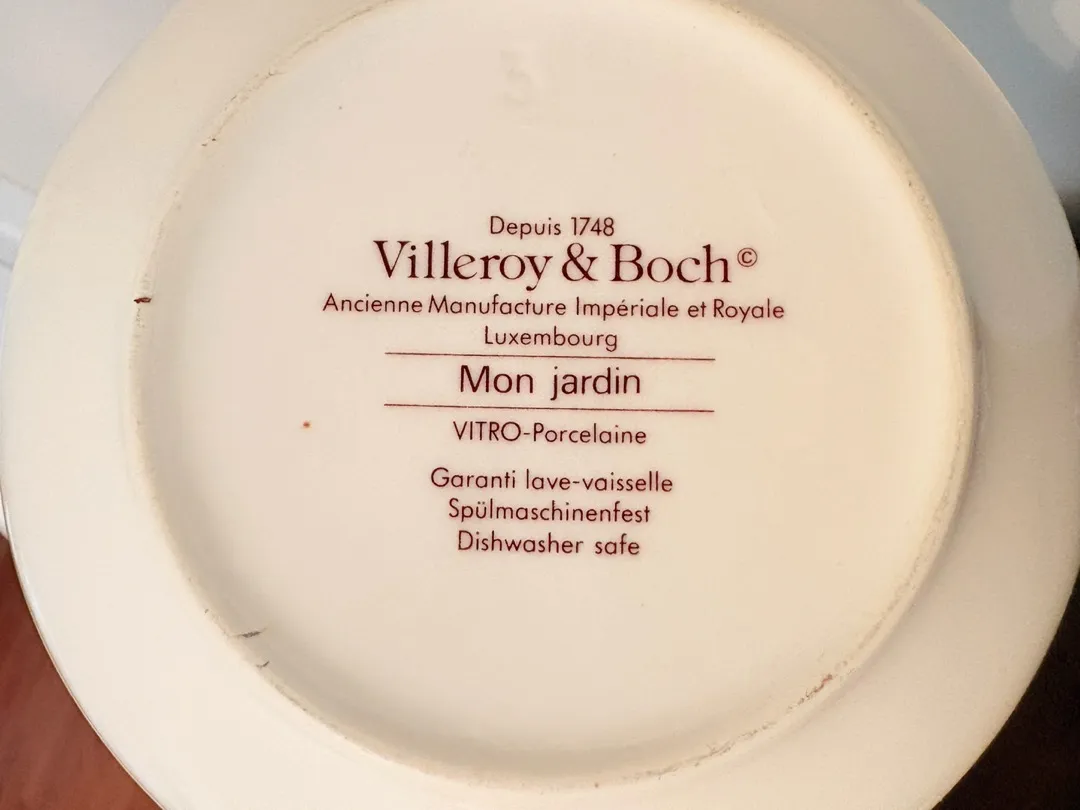 Depuis 1748
Villeroy & Boch©
Ancienne Manufacture Impériale et Royale
Luxembourg
Mon jardin
VITRO-Porcelaine
Garanti lave-vaisselle
Spülmaschinenfest
Dishwasher safe